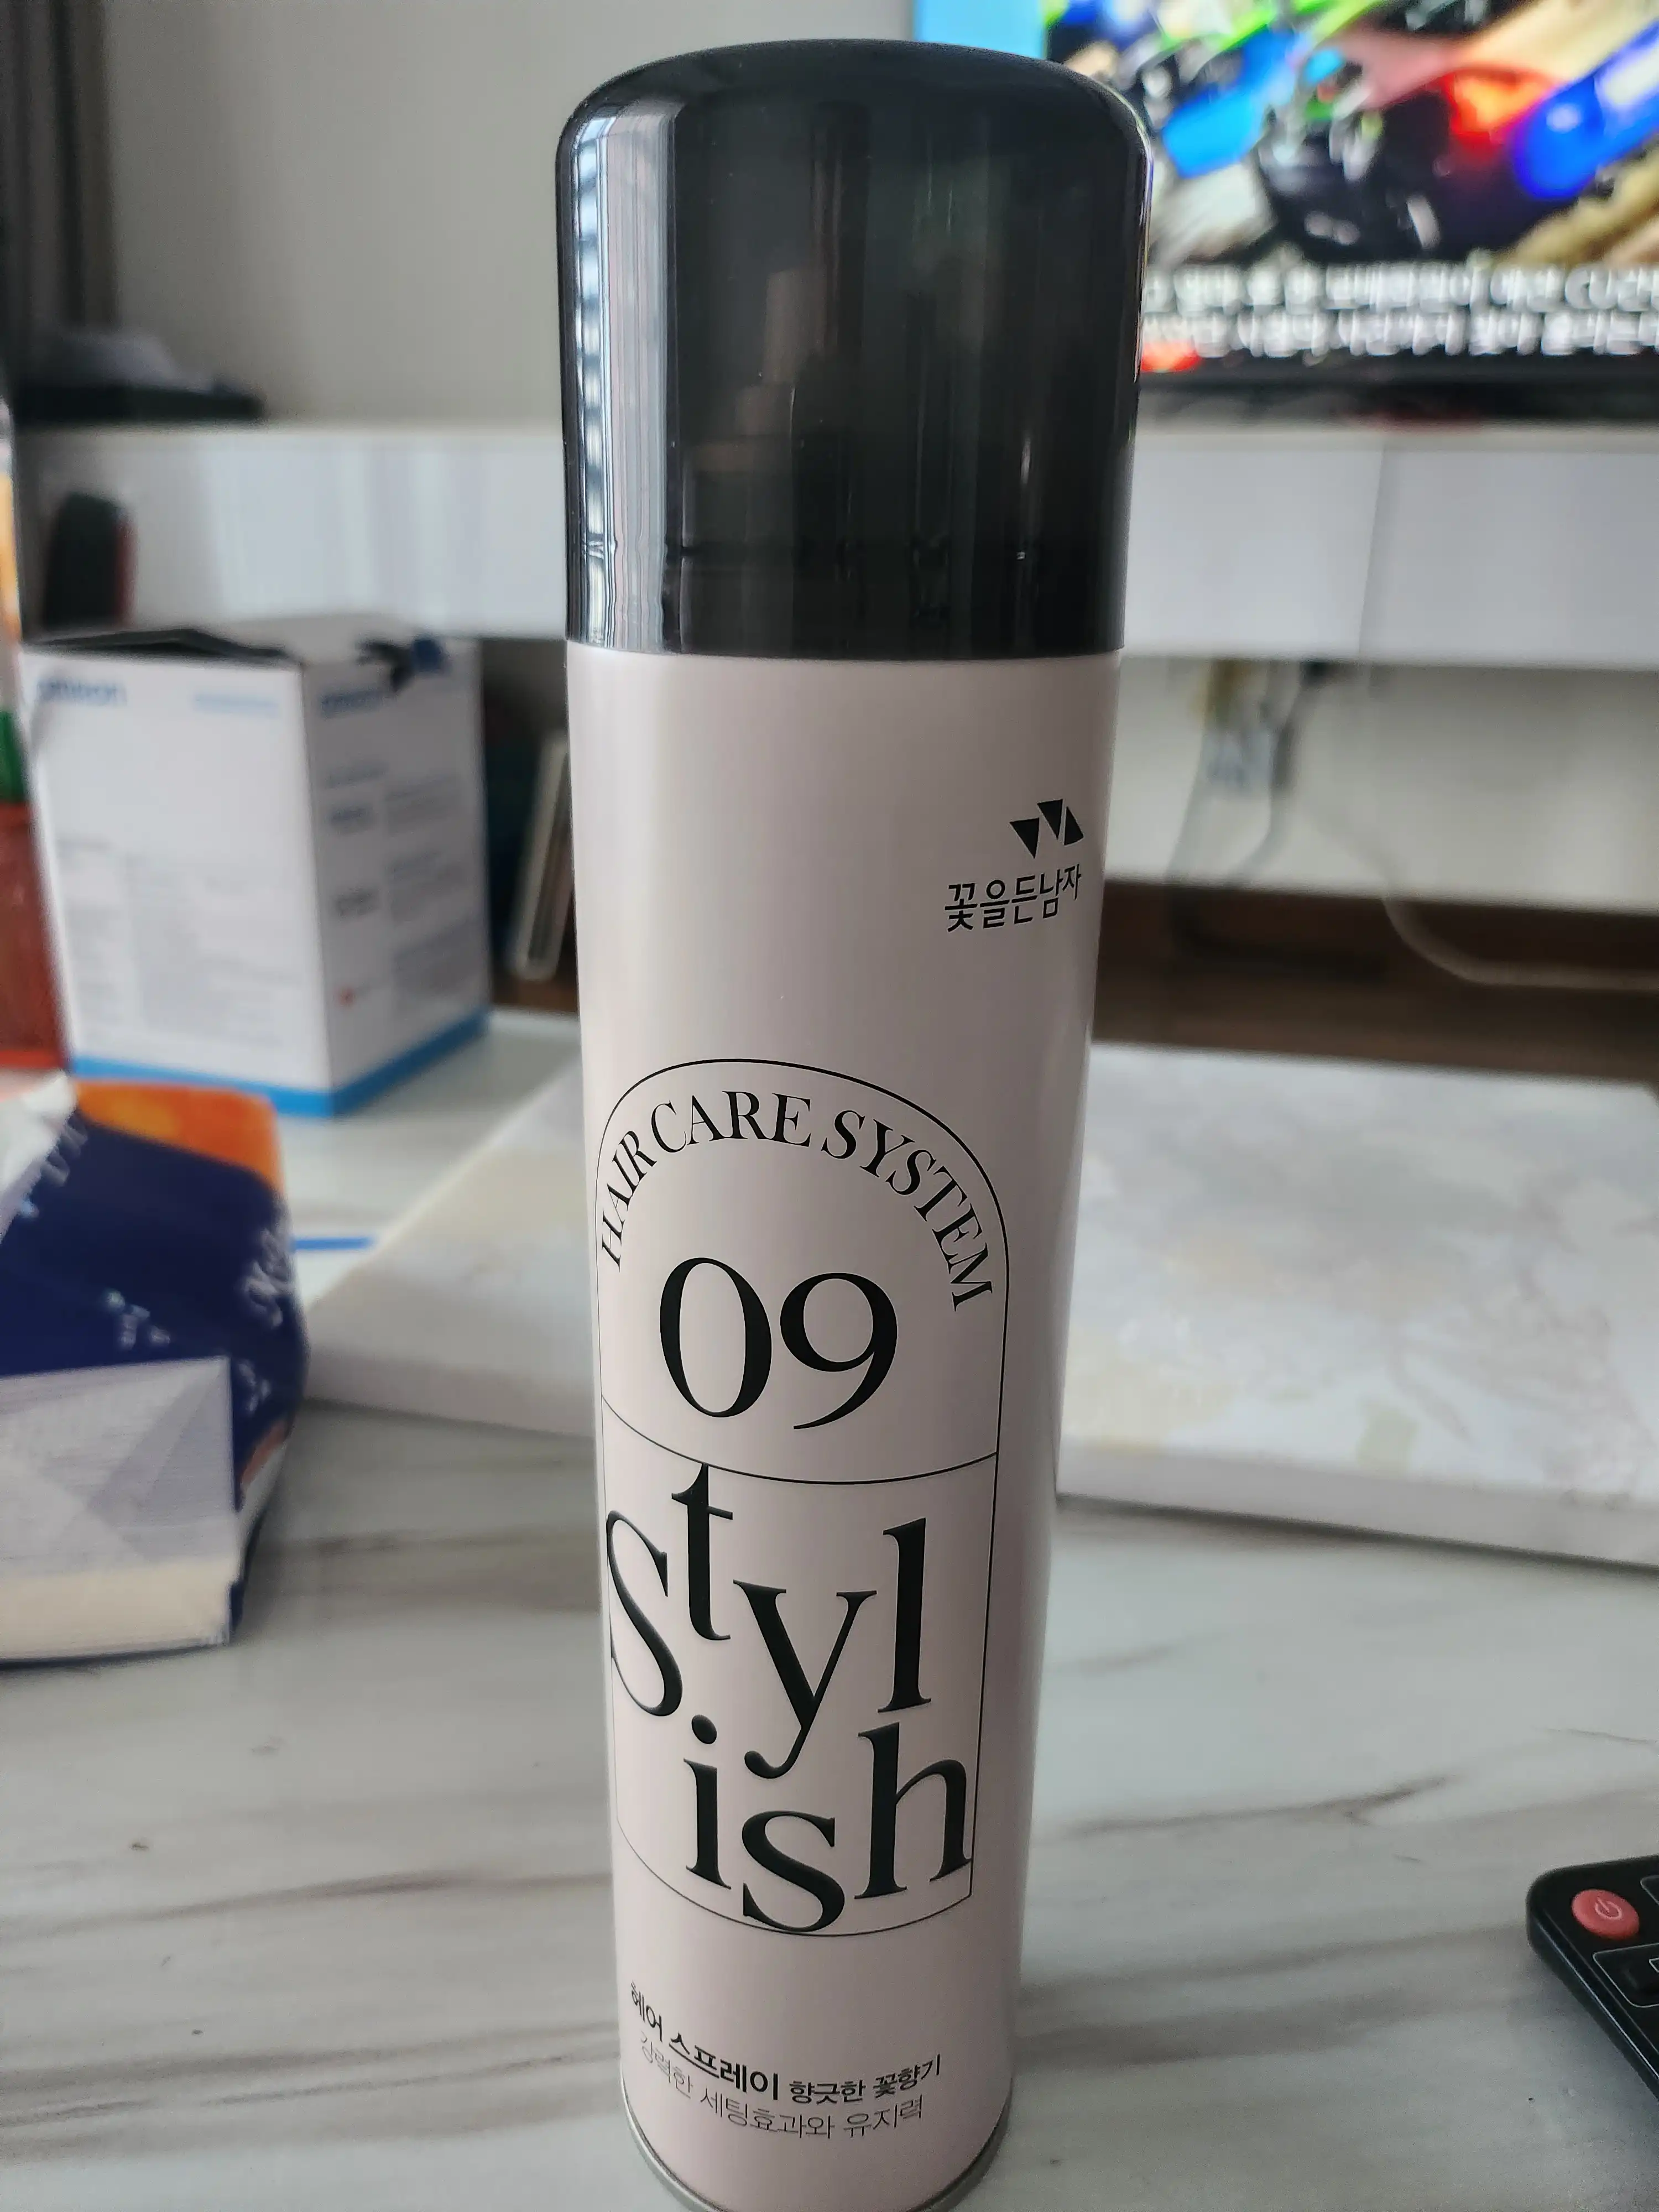 꽃을든남자
HAIR CARE SYSTEM
09
Stylish
헤어 스프레이 향긋한 꽃향기
강력한 세팅효과와 유지력